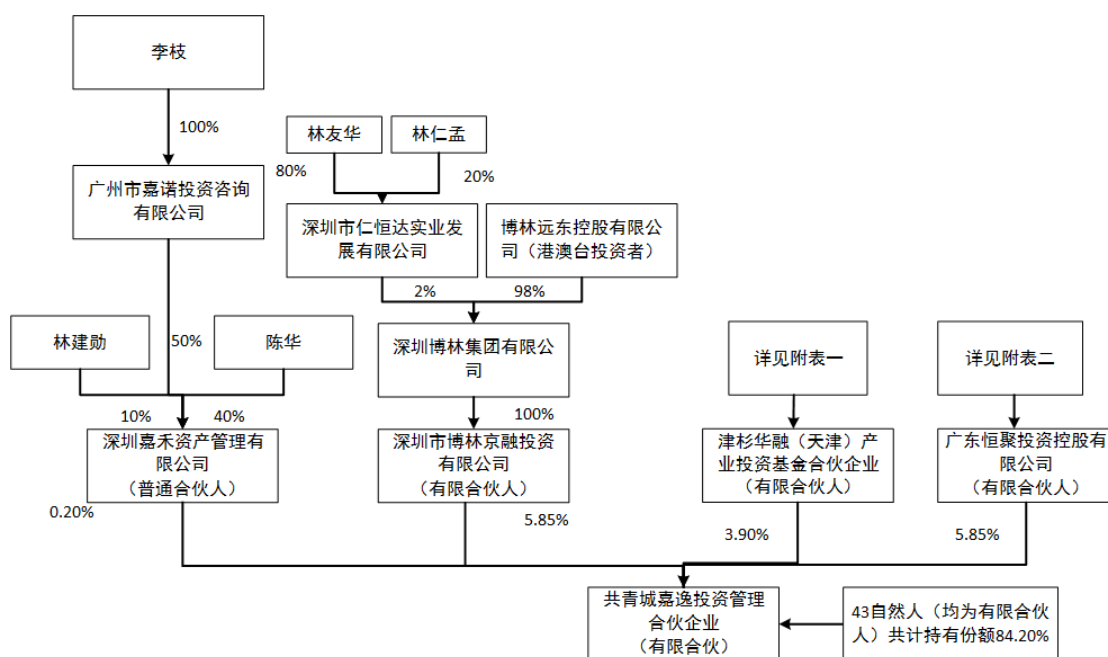 李枝
100%
林友华
林仁孟
80%
20%
广州市嘉诺投资咨询
有限公司
深圳市仁恒达实业发
展有限公司
博林远东控股有限公
司（港澳台投资者）
2%
98%
林建勋
50%
陈华
深圳博林集团有限公
司
详见附表一
详见附表二
10%
40%
100%
深圳嘉禾资产管理有
限公司
（普通合伙人）
深圳市博林京融投资
有限公司
（有限合伙人）
津杉华融（天津）产
业投资基金合伙企业
（有限合伙人）
广东恒聚投资控股有
限公司
（有限合伙人）
0.20%
5.85%
3.90%
5.85%
共青城嘉逸投资管理
合伙企业
（有限合伙）
43自然人（均为有限合伙
人）共计持有份额84.20%